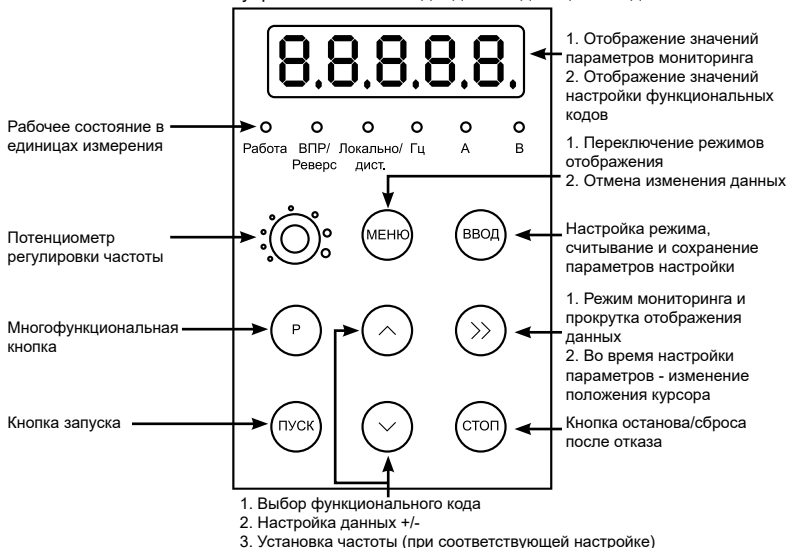 8.8.8.8.8.
1. Отображение значений
параметров мониторинга
2. Отображение значений
настройки функциональных
кодов
Рабочее состояние в
единицах измерения
Работа
ВПР/
Реверс
Локально/
дист.
Гц
А
В
1. Переключение режимов
отображения
2. Отмена изменения данных
Потенциометр
регулировки частоты
МЕНЮ
ВВОД
Настройка режима,
считывание и сохранение
параметров настройки
Многофункциональная
кнопка
Р
1. Режим мониторинга и
прокрутка отображения
данных
2. Во время настройки
параметров - изменение
положения курсора
Кнопка запуска
ПУСК
СТОП
Кнопка останова/сброса
после отказа
1. Выбор функционального кода
2. Настройка данных +/-
3. Установка частоты (при соответствующей настройке)